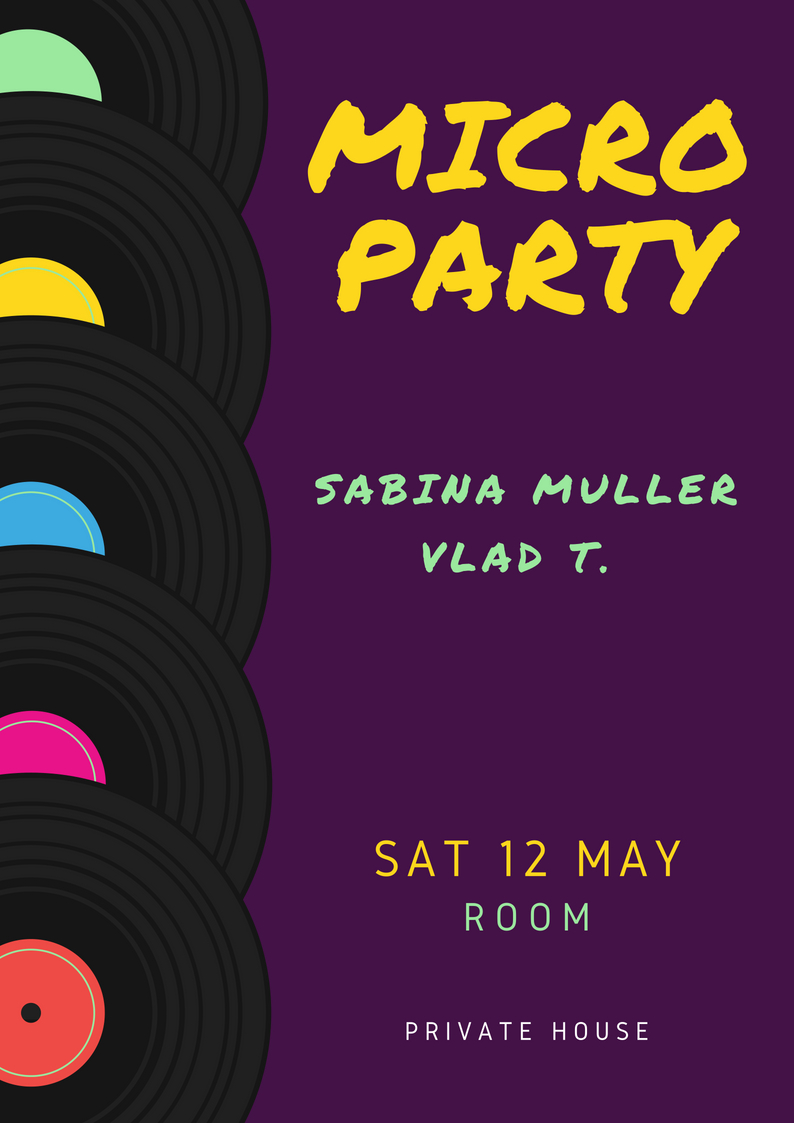 MICRO
PARTY
SABINA MULLER
VLAD T.
SAT 12 MAY
ROOM
PRIVATE HOUSE